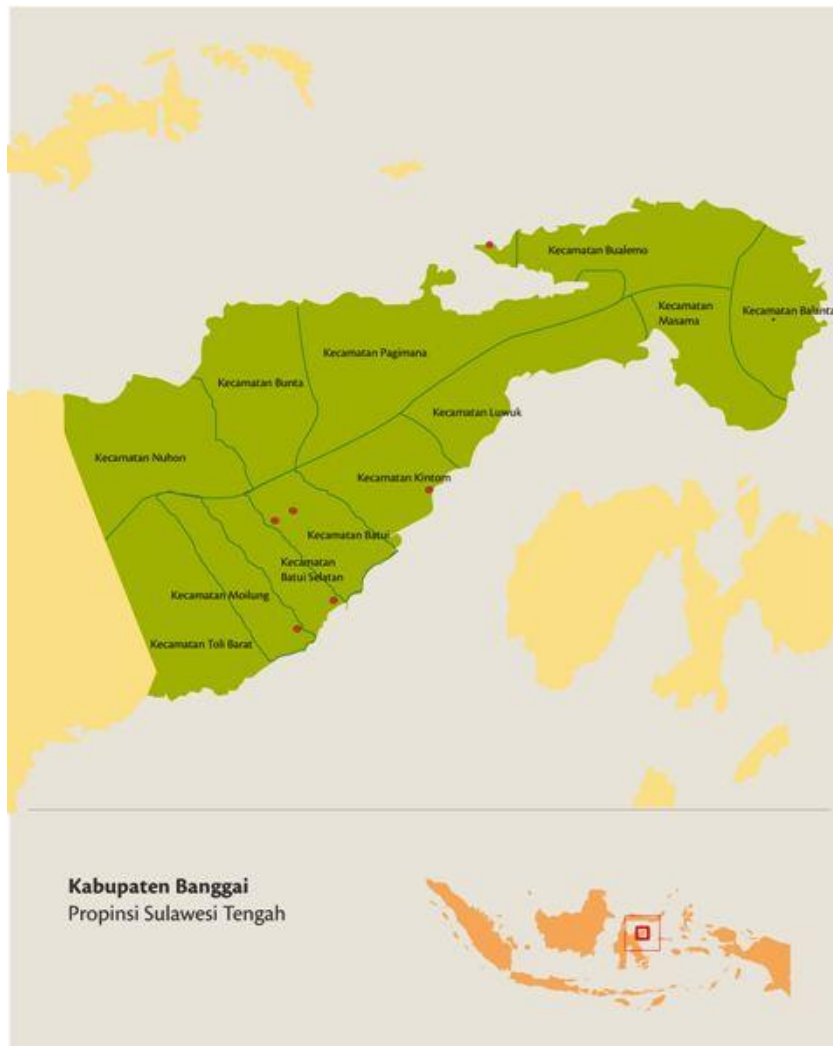 Kecamatan Bualemo
Kecamatan
Masama
Kecamatan Balanta
Kecamatan Pagimana
Kecamatan Bunta
Kecamatan Luwuk
Kecamatan Nuhon
Kecamatan Kintom
Kecamatan Batui
Kecamatan
Batui Selatan
Kecamatan Moilung
Kecamatan Toli Barat
Kabupaten Banggai
Propinsi Sulawesi Tengah